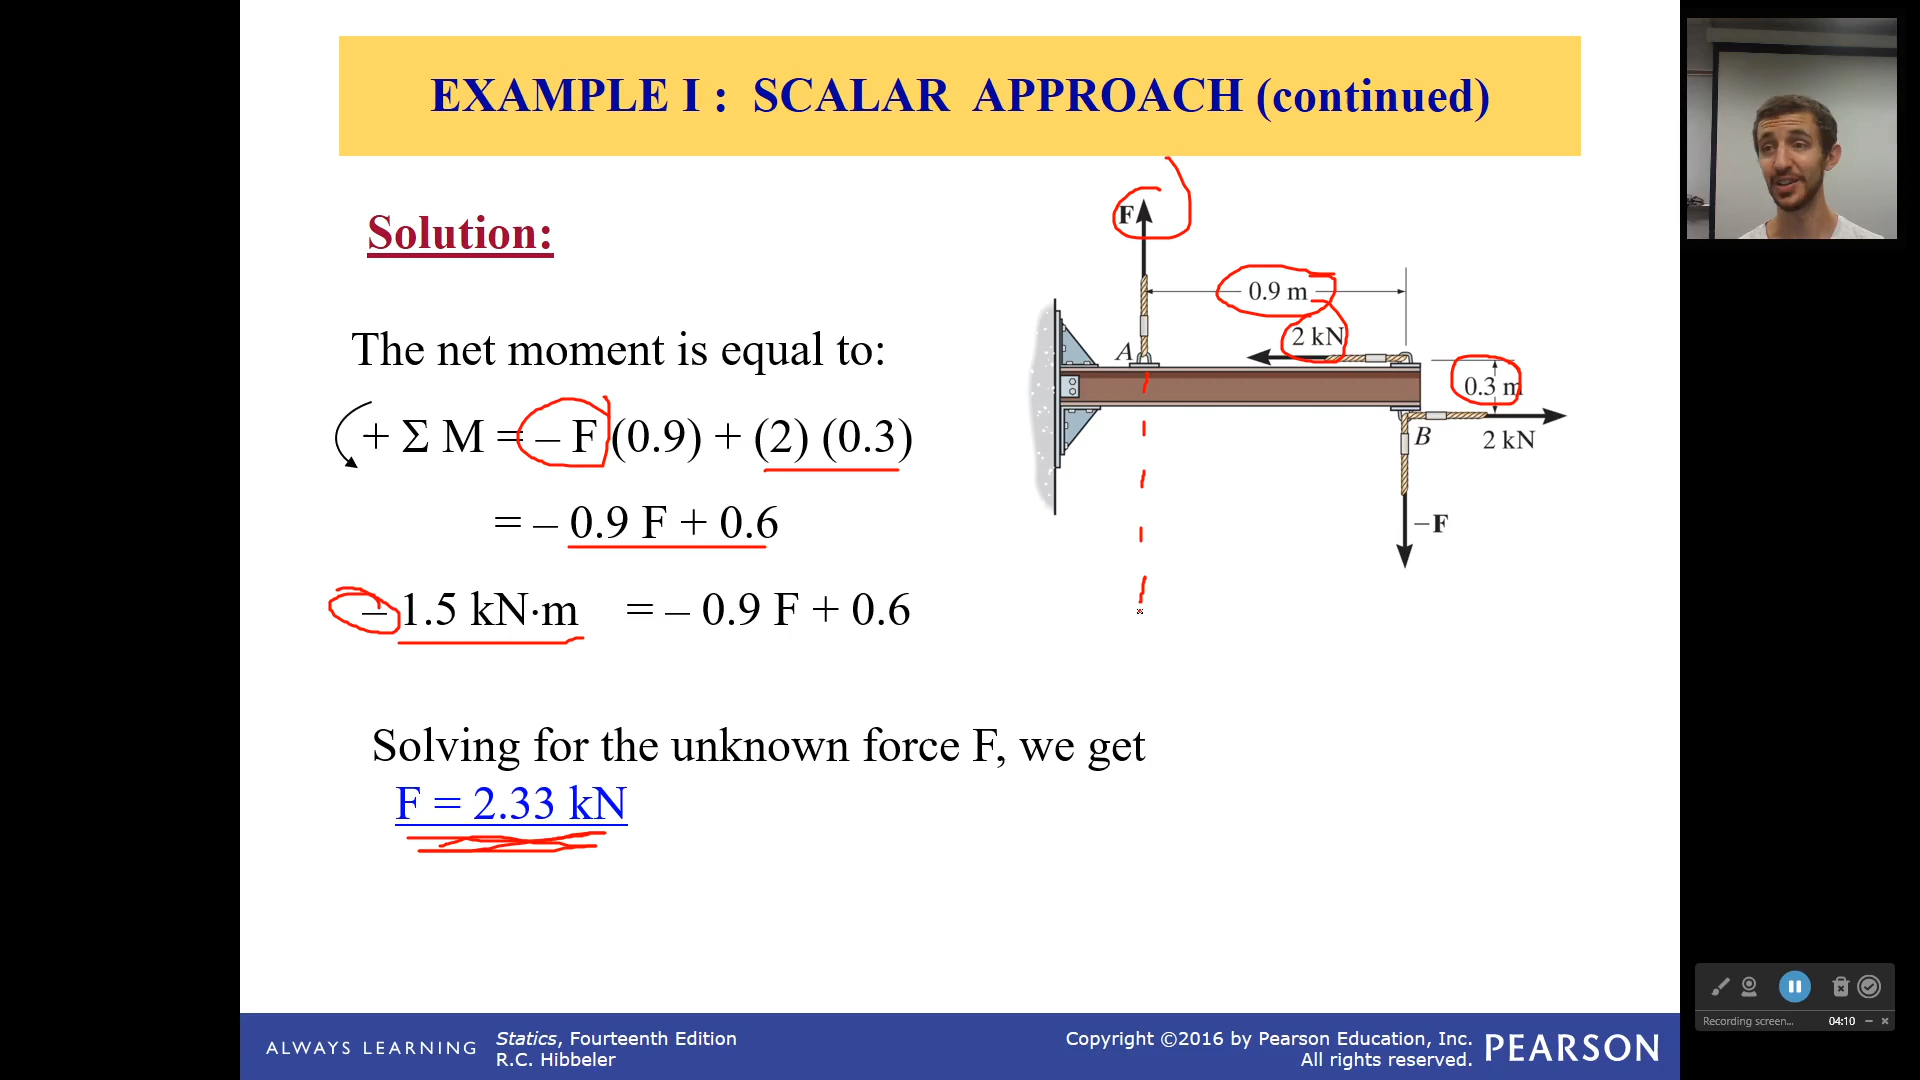 EXAMPLE I : SCALAR APPROACH (continued)
Solution:
The net moment is equal to:
+ Σ M = – F (0.9) + (2) (0.3)
= – 0.9 F + 0.6
– 1.5 kN·m = – 0.9 F + 0.6
Solving for the unknown force F, we get
F = 2.33 kN
F
0.9 m
2 kN
A
0.3 m
B
2 kN
–F
ALWAYS LEARNING
Statics, Fourteenth Edition
R.C. Hibbeler
Copyright ©2016 by Pearson Education, Inc.
All rights reserved.
PEARSON
Recording screen... 04:10